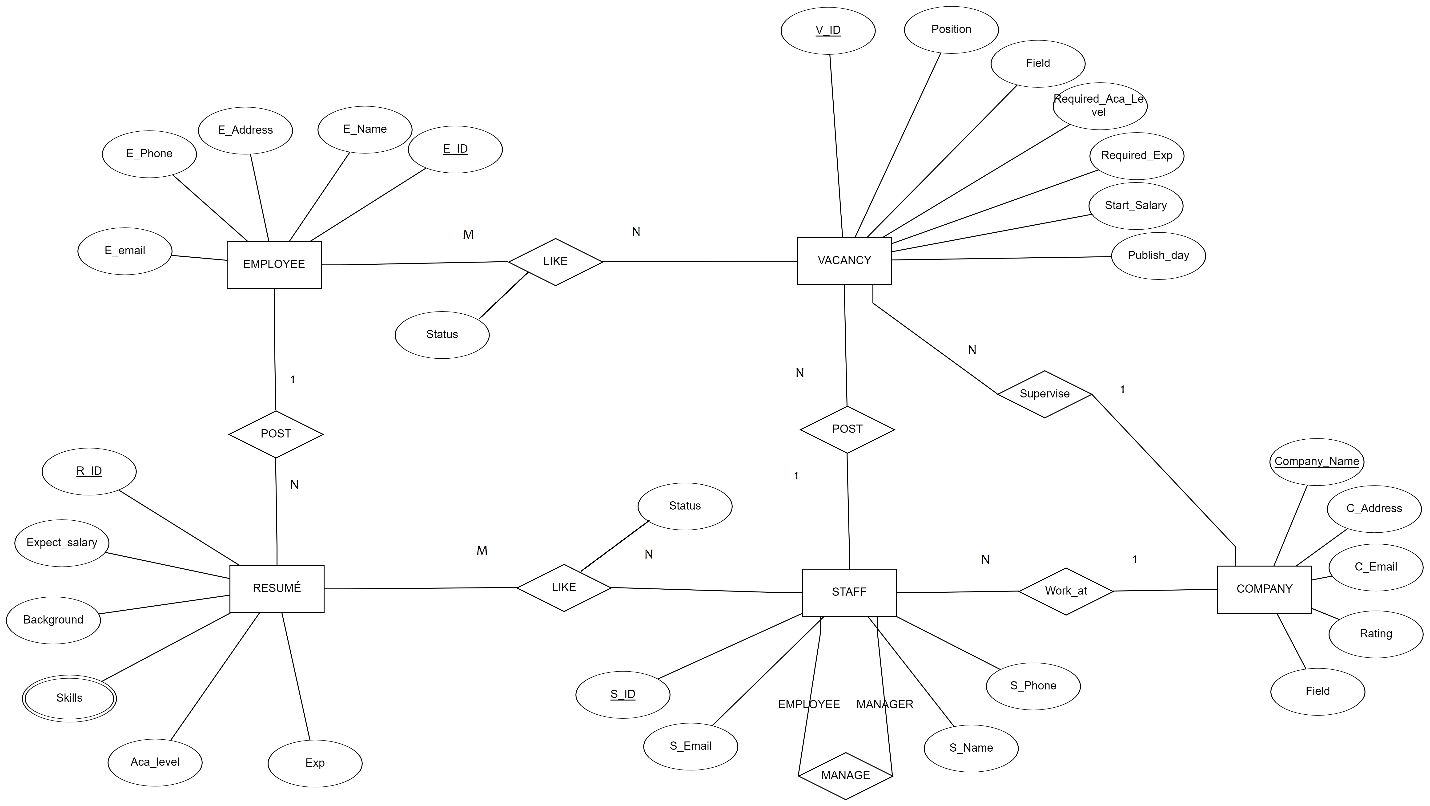 V_ID
Position
Field
Required_Aca_Le
vel
Required_Exp
Start_Salary
Publish_day
E_Phone
E_Address
E_Name
E_ID
E_email
EMPLOYEE
M
LIKE
N
VACANCY
Status
1
POST
N
N
POST
1
N
Supervise
1
R_ID
Expect_salary
Background
Skills
Aca_level
Exp
RESUMÉ
M
LIKE
N
Status
STAFF
N
Work_at
1
COMPANY
Company_Name
C_Address
C_Email
Rating
Field
S_ID
S_Email
EMPLOYEE
MANAGER
MANAGE
S_Name
S_Phone